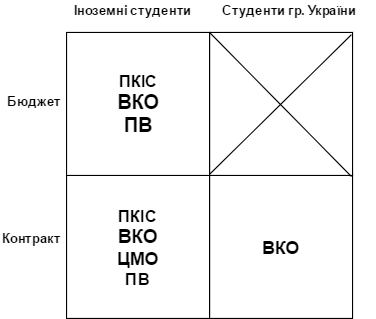 Іноземні студенти Студенти гр. України
Бюджет
ПКІС
ВКО
ПВ
Контракт
ПКІС
ВКО
ЦМО
ПВ
ВКО